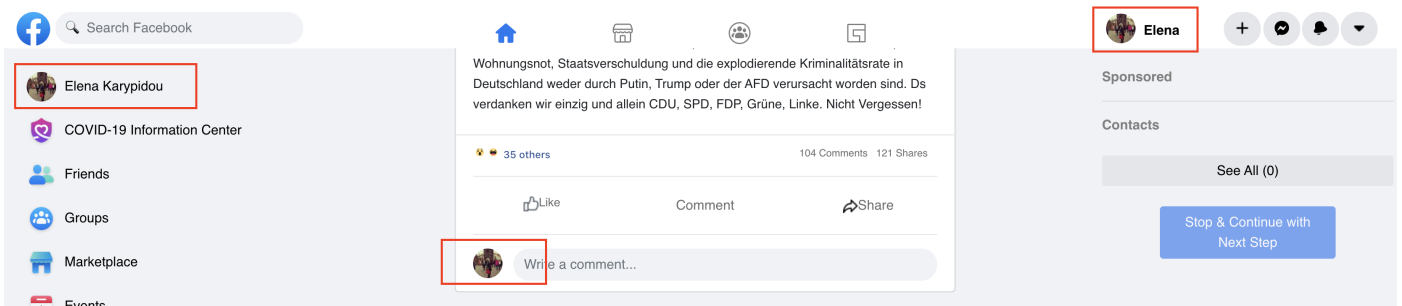 Search Facebook
Elena
Elena Karypidou
COVID-19 Information Center
Friends
Groups
Marketplace
Events
Wohnungsnot, Staatsverschuldung und die explodierende Kriminalitätsrate in
Deutschland weder durch Putin, Trump oder der AFD verursacht worden sind. Ds
verdanken wir einzig und allein CDU, SPD, FDP, Grüne, Linke. Nicht Vergessen!
35 others 104 Comments 121 Shares
Like Comment Share
Write a comment...
Sponsored
Contacts
See All (0)
Stop & Continue with
Next Step